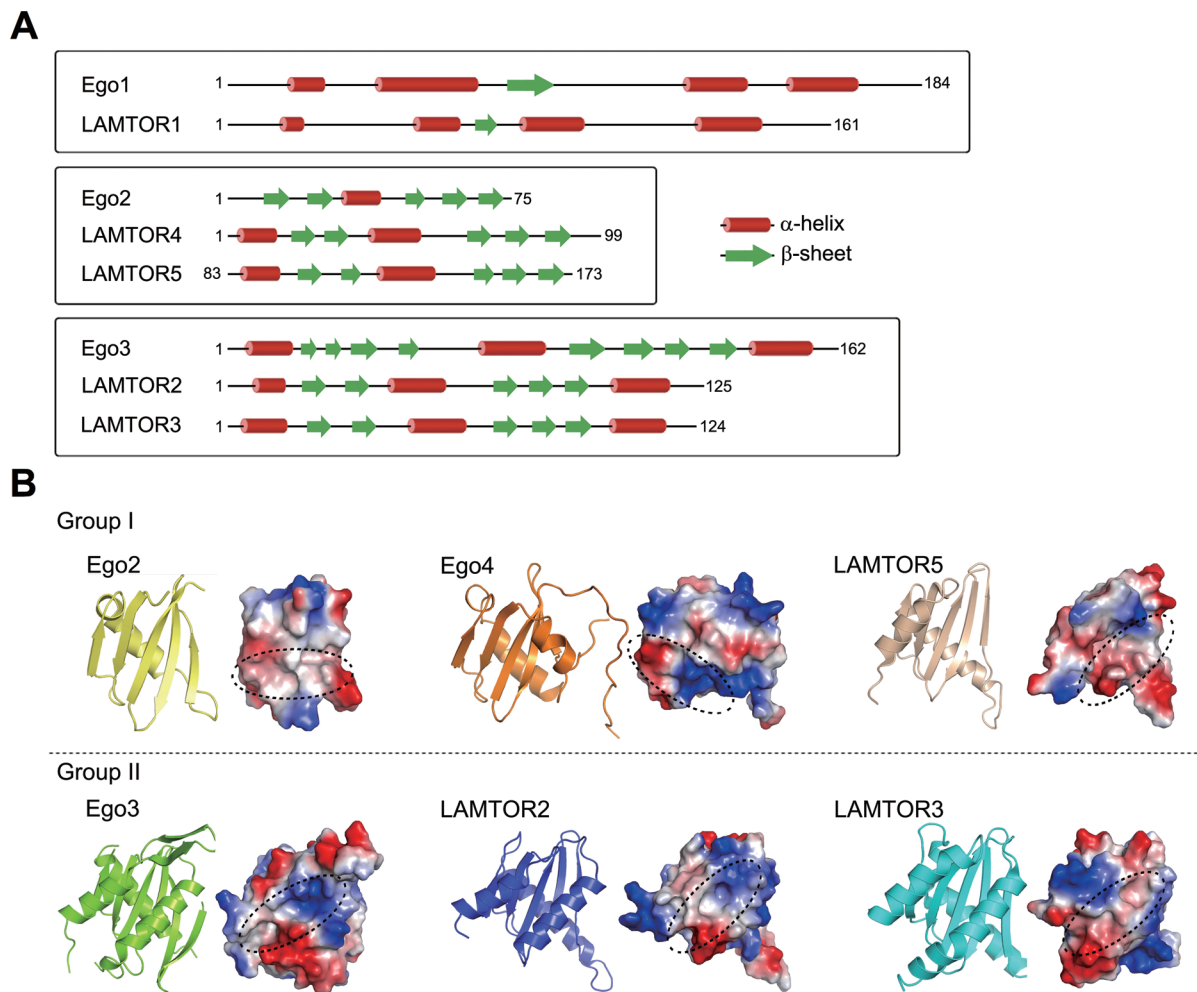 A
Ego1 1 184
LAMTOR1 1 161
Ego2 1 75
LAMTOR4 1 99
LAMTOR5 83 173
α-helix
β-sheet
Ego3 1 162
LAMTOR2 1 125
LAMTOR3 1 124
B
Group I
Ego2 Ego4 LAMTOR5
Group II
Ego3 LAMTOR2 LAMTOR3